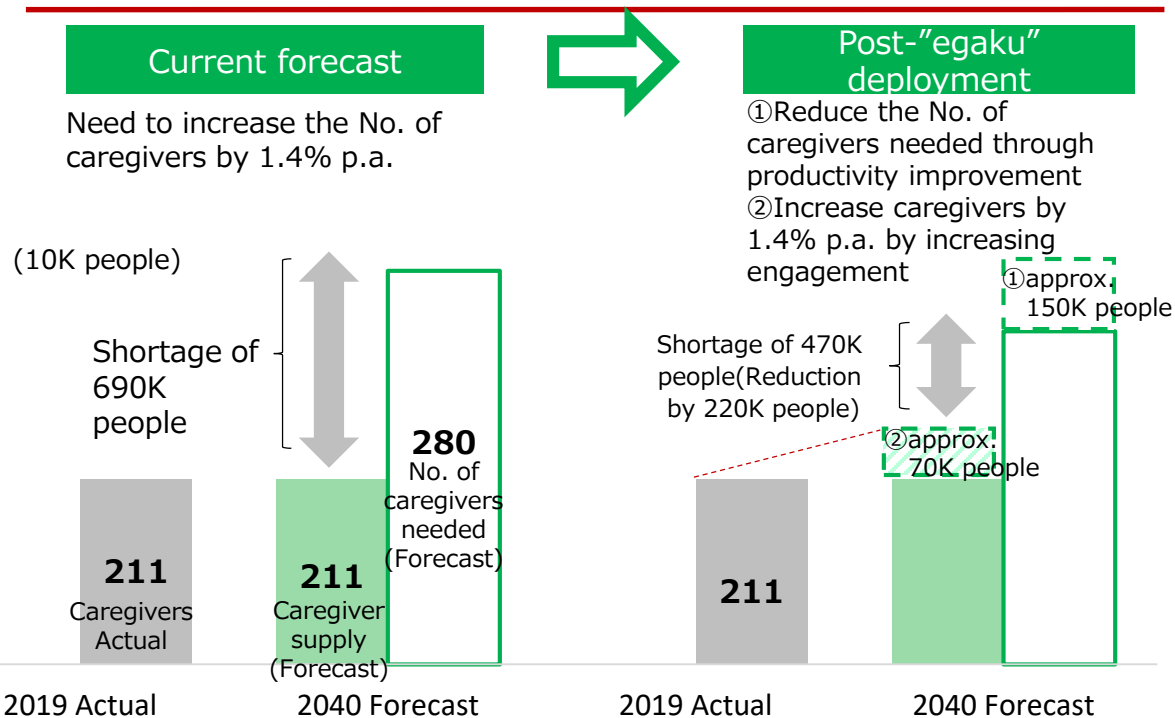 Current forecast
Need to increase the No. of
caregivers by 1.4% p.a.
(10K people)
Shortage of
690K
people
211
Caregivers
Actual
211
Caregiver
supply
(Forecast)
280
No. of
caregivers
needed
(Forecast)
2019 Actual
2040 Forecast
Post-”egaku”
deployment
①Reduce the No. of
caregivers needed through
productivity improvement
②Increase caregivers by
1.4% p.a. by increasing
engagement
①approx.
150K people
Shortage of 470K
people(Reduction
by 220K people)
②approx.
70K people
211
2019 Actual
2040 Forecast